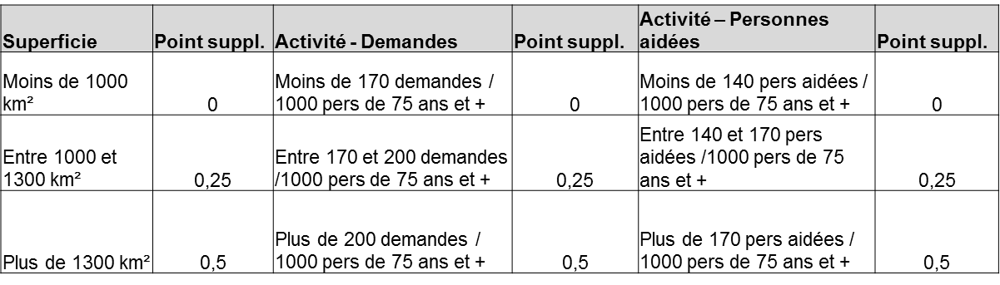 Superficie
Point suppl.
Activité - Demandes
Point suppl.
Activité – Personnes
aidées
Point suppl.
Moins de 1000
km²
0
Moins de 170 demandes /
1000 pers de 75 ans et +
0
Moins de 140 pers aidées /
1000 pers de 75 ans et +
0
Entre 1000 et
1300 km²
0,25
Entre 170 et 200 demandes
/1000 pers de 75 ans et +
0,25
Entre 140 et 170 pers
aidées /1000 pers de 75
ans et +
0,25
Plus de 1300 km²
0,5
Plus de 200 demandes /
1000 pers de 75 ans et +
0,5
Plus de 170 pers aidées /
1000 pers de 75 ans et +
0,5